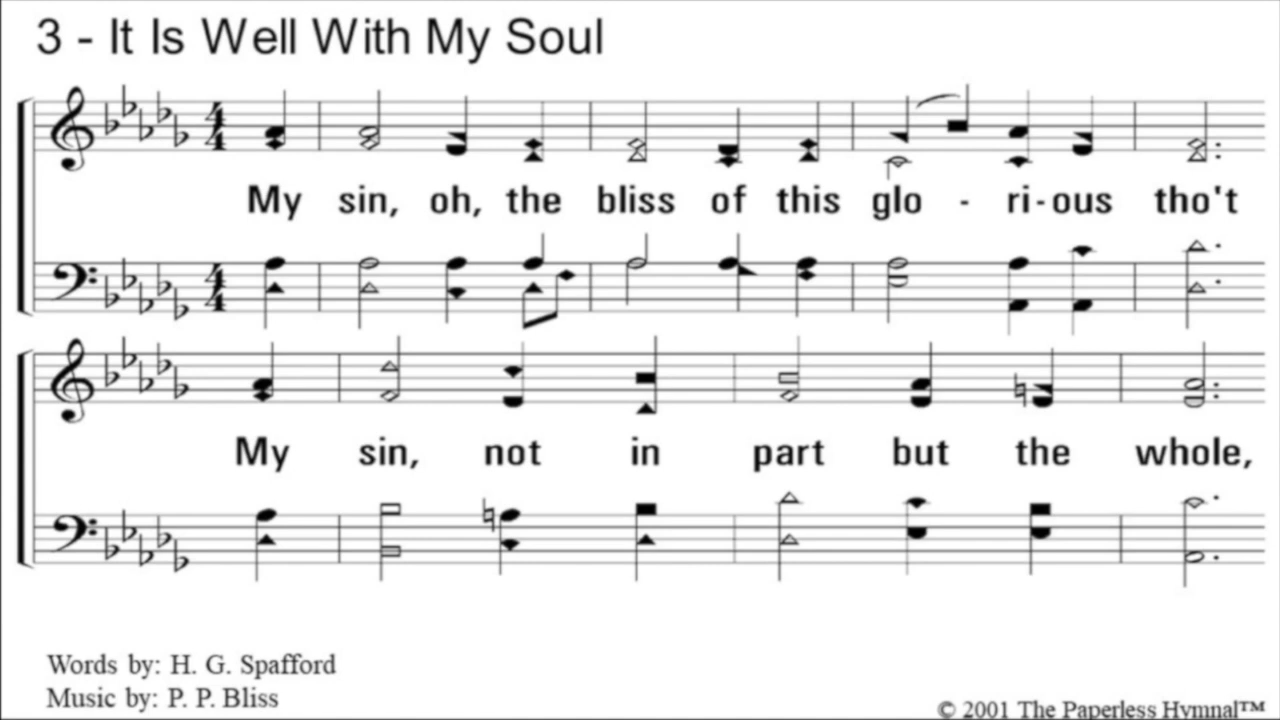 3 - It Is Well With My Soul
My sin, oh, the bliss of this glo - ri-ous tho't
My sin, not in part but the whole,
Words by: H. G. Spafford
Music by: P. P. Bliss
© 2001 The Paperless Hymnal™